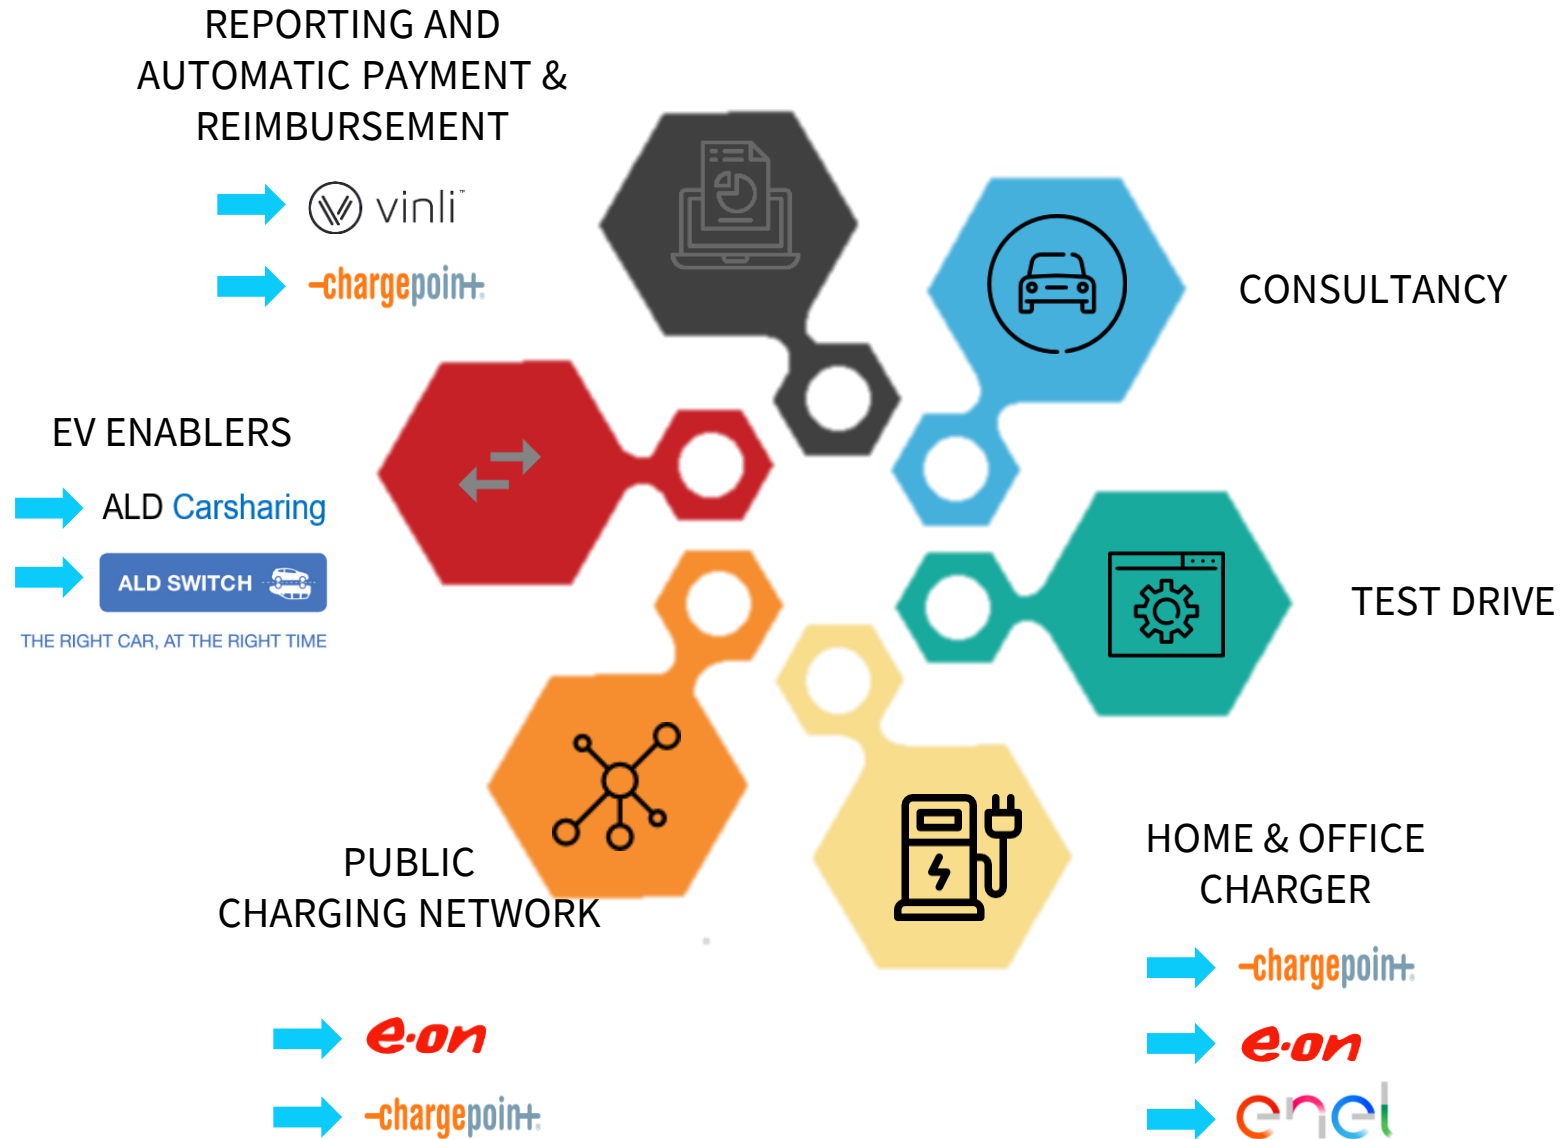 REPORTING AND
AUTOMATIC PAYMENT &
REIMBURSEMENT
vinli™
chargepoint
CONSULTANCY
EV ENABLERS
ALD Carsharing
ALD SWITCH
THE RIGHT CAR, AT THE RIGHT TIME
TEST DRIVE
PUBLIC
CHARGING NETWORK
e·on
chargepoint
HOME & OFFICE
CHARGER
chargepoint
e·on
enel